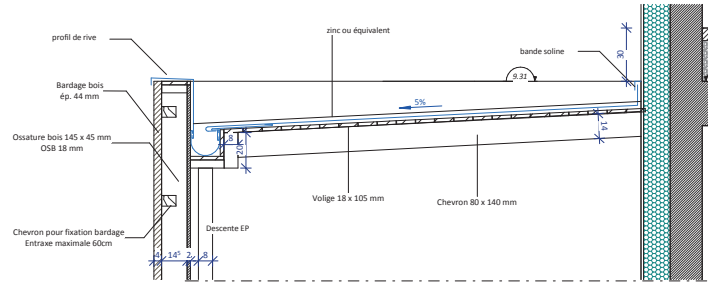 profil de rive
zinc ou équivalent
bande soline
30
9.31
Bardage bois
ép. 44 mm
5%
Ossature bois 145 x 45 mm
OSB 18 mm
8
20
14
Volige 18 x 105 mm
Chevron 80 x 140 mm
Chevron pour fixation bardage
Entraxe maximale 60cm
Descente EP
4 14⁵ 2 8